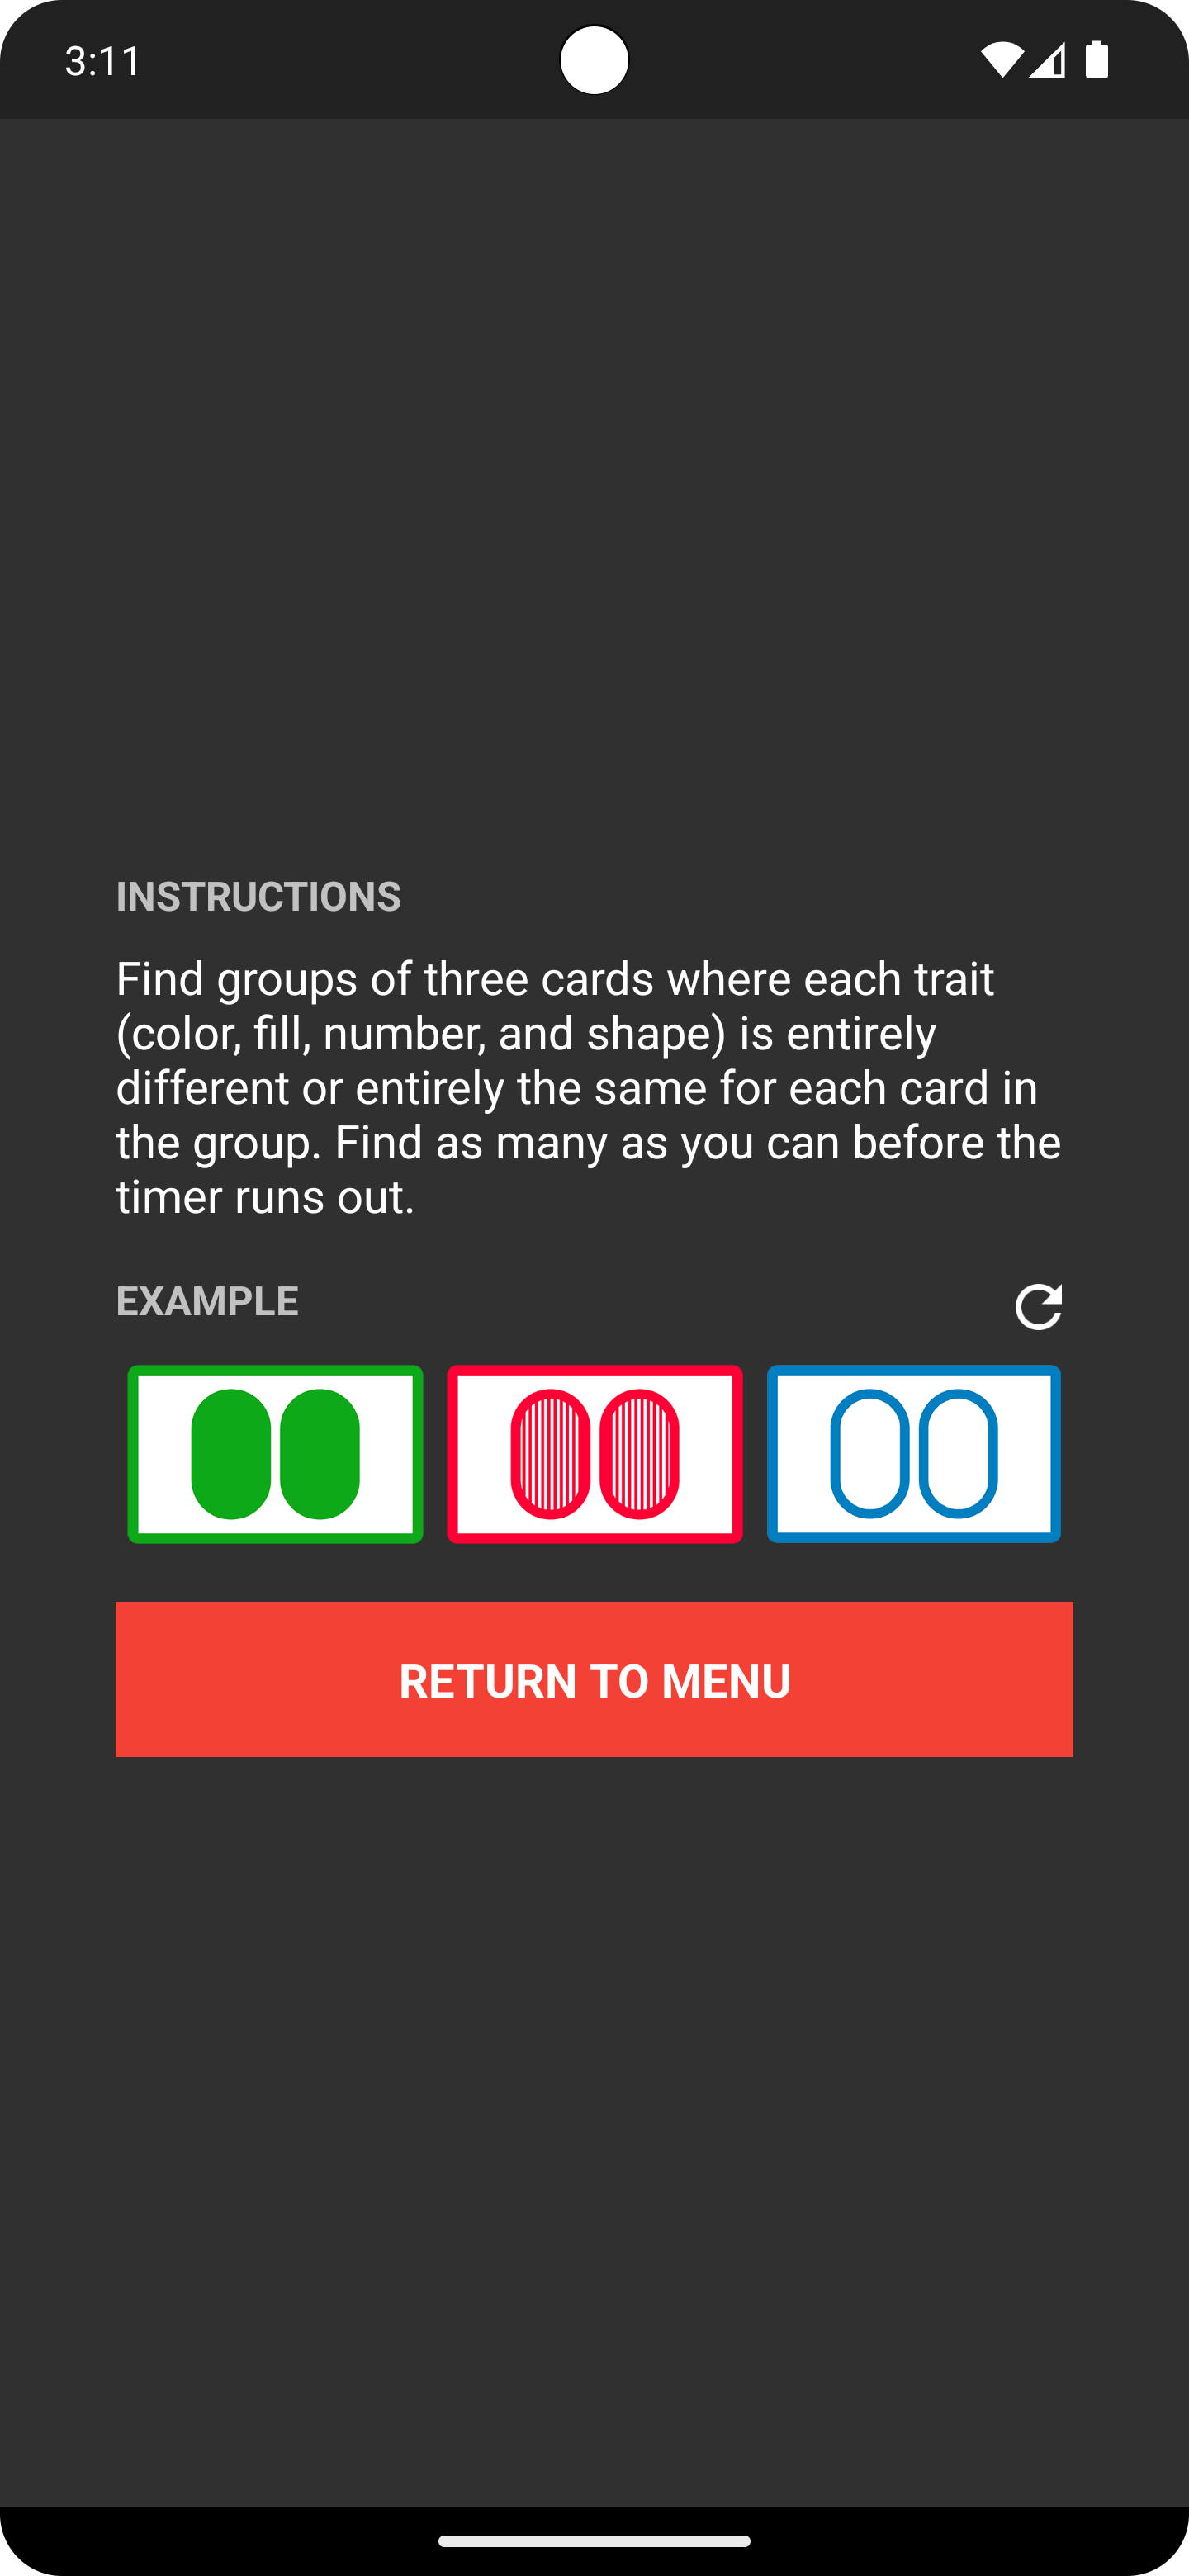 3:11
INSTRUCTIONS
Find groups of three cards where each trait
(color, fill, number, and shape) is entirely
different or entirely the same for each card in
the group. Find as many as you can before the
timer runs out.
EXAMPLE
RETURN TO MENU